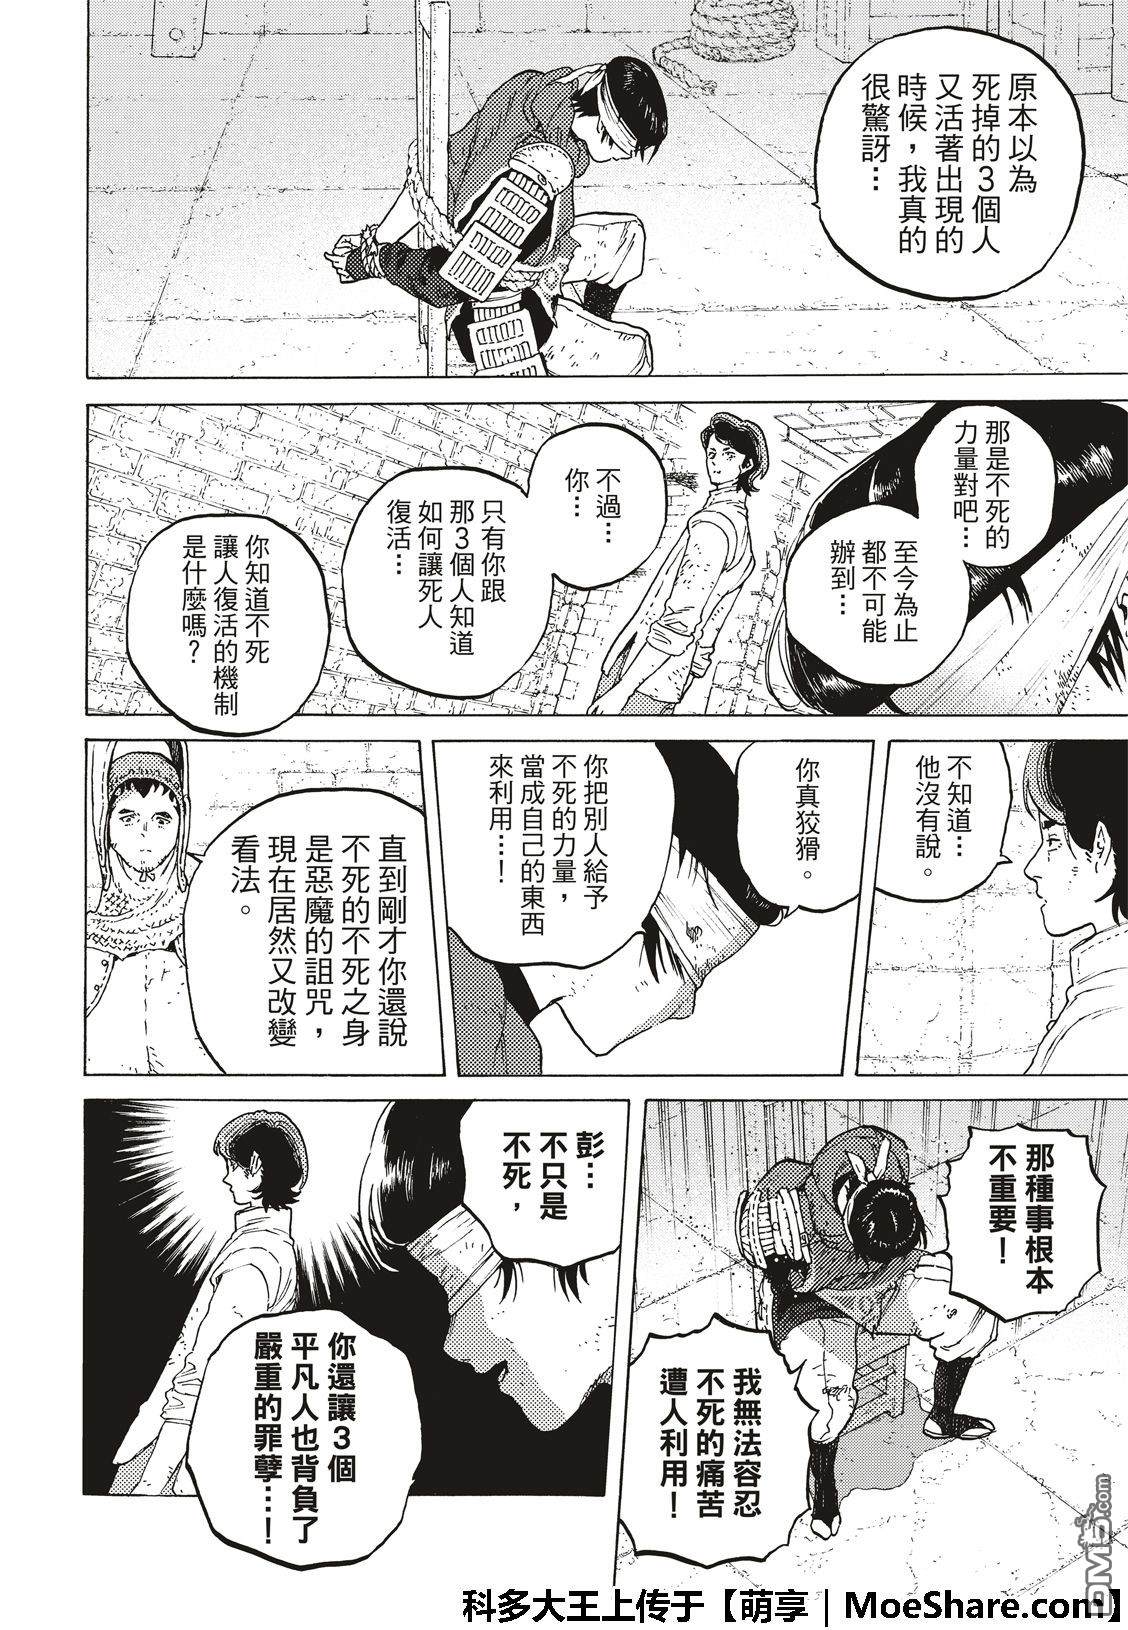 原本以為
死掉的3個人
又活著出現的
時候，我真的
很驚訝…
那是不死的
力量對吧…
至今為止
都不可能
辦到…
不過…
你…
只有你跟
那3個人知道
如何讓死人
復活…
你知道不死
讓人復活的機制
是什麼嗎？
不知道…
他沒有說。
你真狡猾。
你把別人給予
不死的力量，
當成自己的東西
來利用…！
直到剛才你還說
不死的不死之身
是惡魔的詛咒，
現在居然又改變
看法。
那種事根本
不重要！
我無法容忍
不死的痛苦
遭人利用！
彭…
不只是
不死，
你還讓3個
平凡人也背負了
嚴重的罪孽…！
DM5.com
科多大王上传于【萌享｜MoeShare.com】